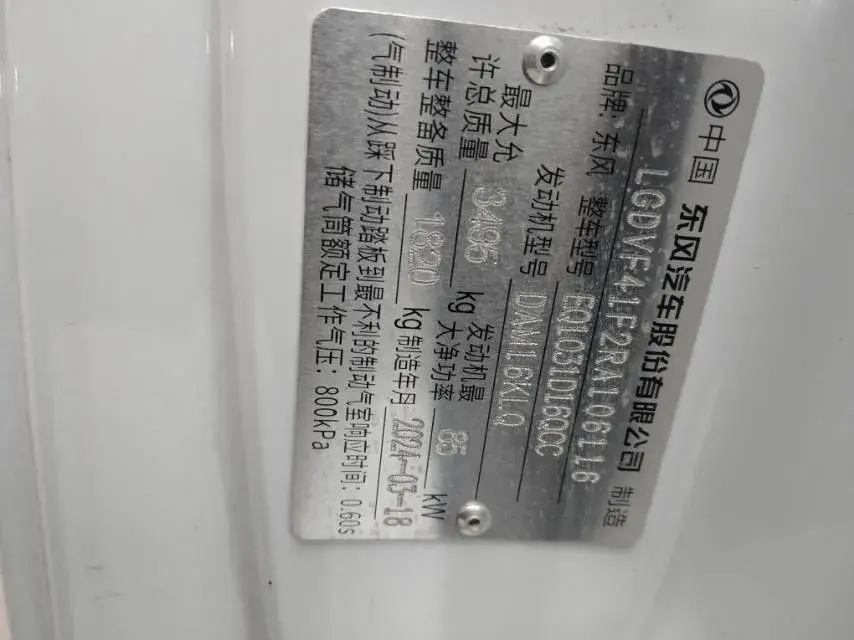 中国 东风汽车股份有限公司 制造
LGDVF41F2RA106116
品牌: 东风 整车型号 EQ1031D16QCC
发动机型号 DAM16KLQ
最大允许总质量 3495 kg 发动机最大净功率 85 kW
整车整备质量 1820 kg 制造年月 2024-03-18
(气制动)从踩下制动踏板到最不利的制动气室响应时间: 0.60s
储气筒额定工作气压: 800kPa